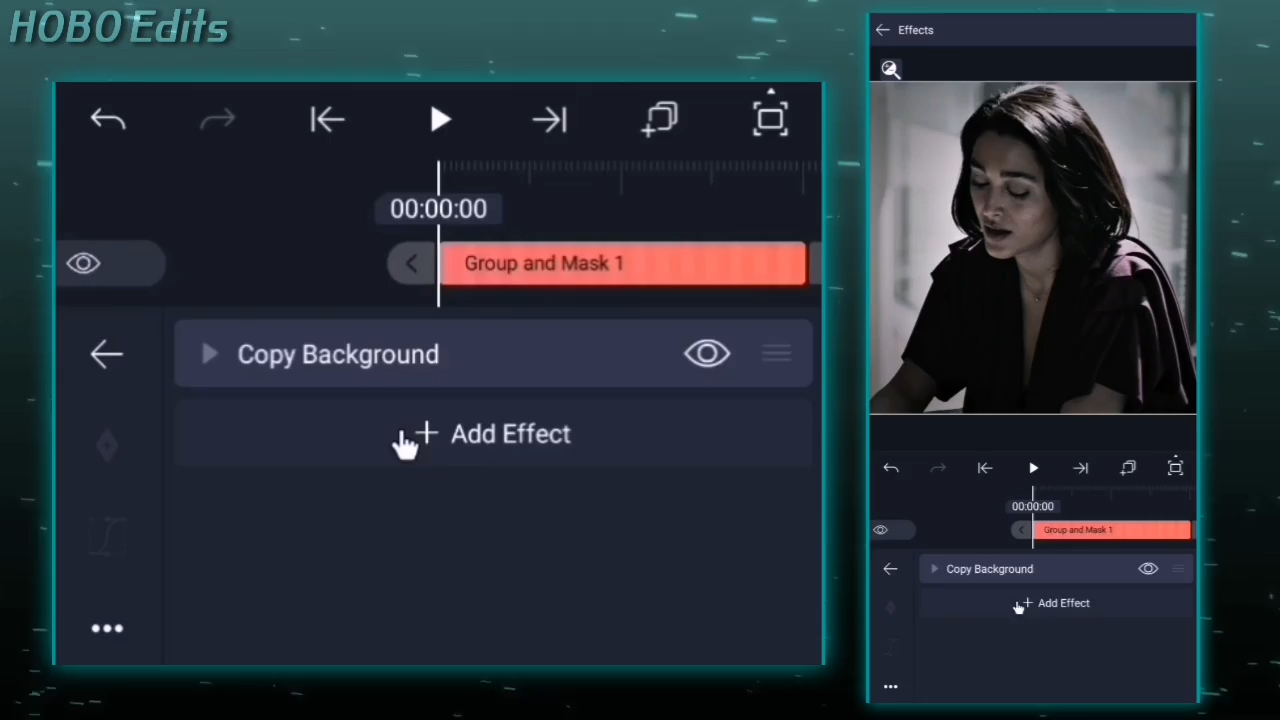 HOBO Edits
00:00:00
Group and Mask 1
Copy Background
Add Effect
Effects
00:00:00
Group and Mask 1
Copy Background
Add Effect